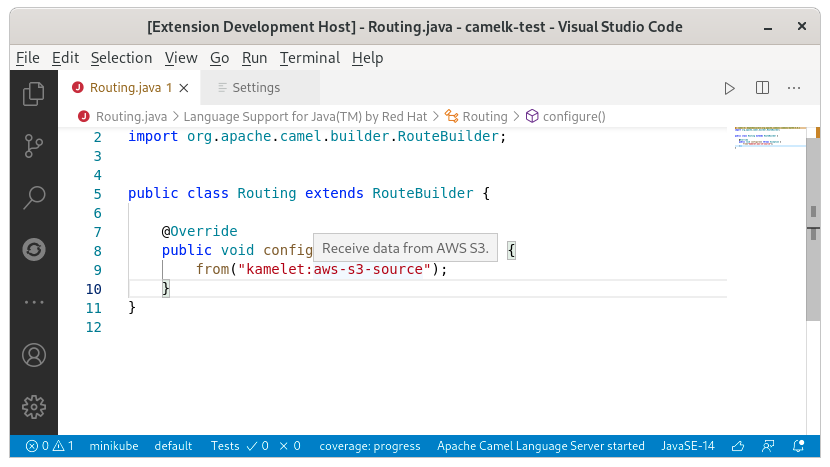 [Extension Development Host] - Routing.java - camelk-test - Visual Studio Code
File Edit Selection View Go Run Terminal Help
Routing.java 1 Settings
Routing.java > Language Support for Java(TM) by Red Hat > Routing > configure()
2 import org.apache.camel.builder.RouteBuilder;
3
4
5 public class Routing extends RouteBuilder {
6
7 @Override
Receive data from AWS S3.
8 public void config {
9 from("kamelet:aws-s3-source");
10 }
11 }
12
0 1 minikube default Tests 0 0 coverage: progress Apache Camel Language Server started JavaSE-14